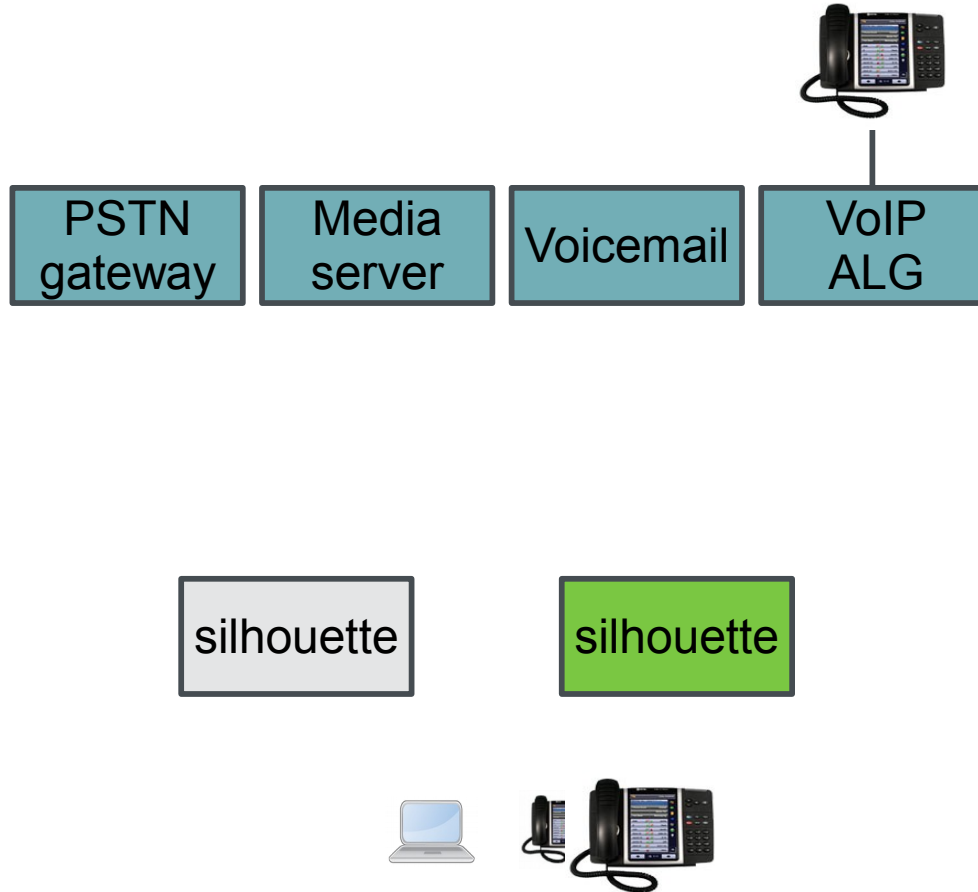 PSTN
gateway
Media
server
Voicemail
VoIP
ALG
silhouette
silhouette